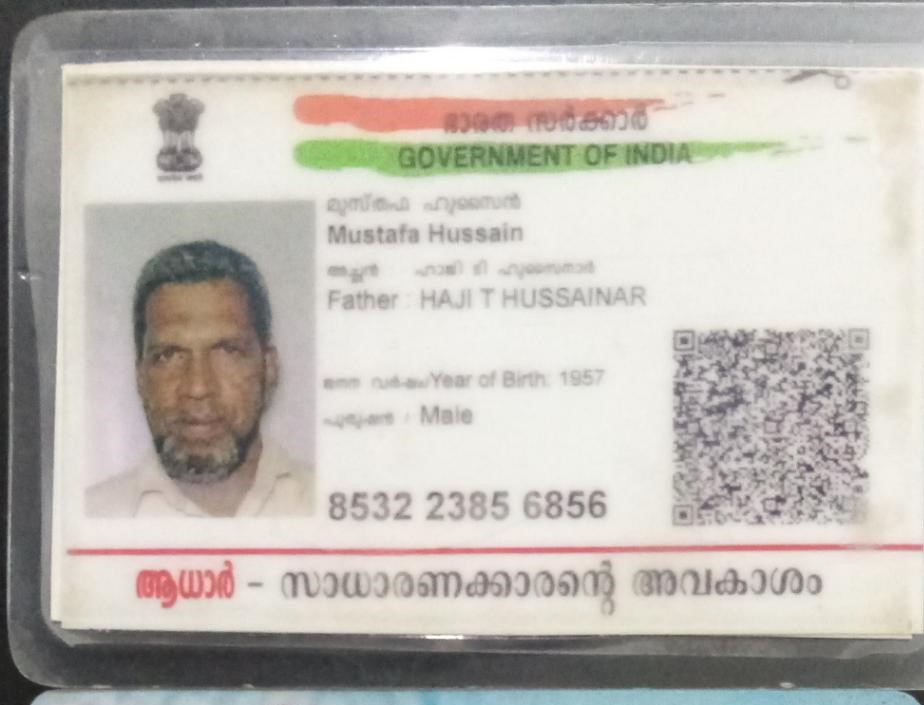 ഭാരത സർക്കാർ
GOVERNMENT OF INDIA
മുസ്തഫ ഹുസൈൻ
Mustafa Hussain
അച്ഛൻ ഹാജി ടി ഹുസൈനാർ
Father : HAJI T HUSSAINAR
ജനന വർഷം/Year of Birth: 1957
പുരുഷൻ / Male
8532 2385 6856
ആധാർ – സാധാരണക്കാരന്റെ അവകാശം